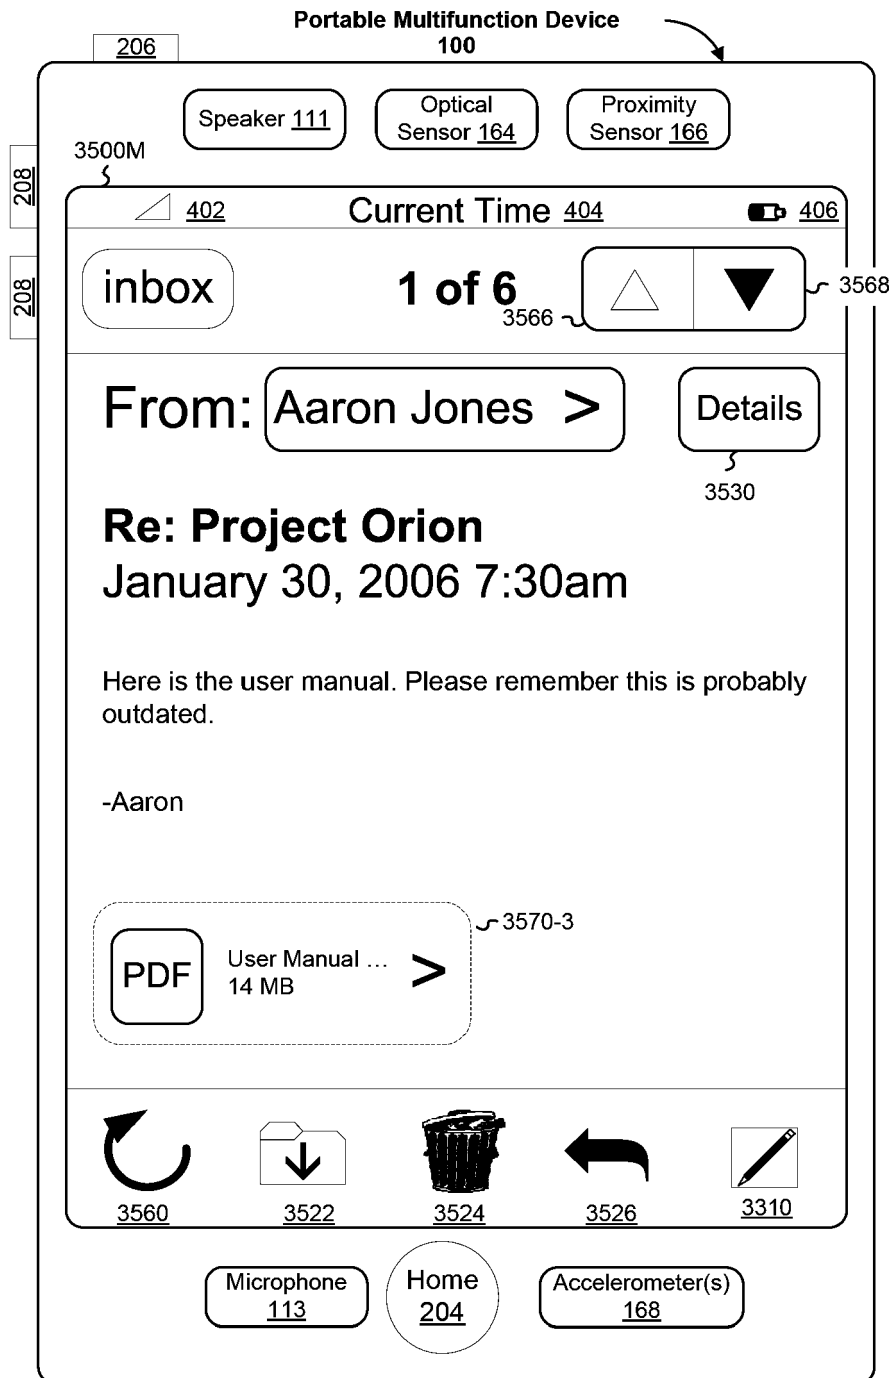 Portable Multifunction Device
100
206
Speaker 111
Optical
Sensor 164
Proximity
Sensor 166
3500M
208
402
Current Time 404
406
208
inbox
1 of 6
3566
3568
From:
Aaron Jones >
Details
3530
Re: Project Orion
January 30, 2006 7:30am
Here is the user manual. Please remember this is probably
outdated.
-Aaron
3570-3
PDF
User Manual ...
14 MB
>
3560
3522
3524
3526
3310
Microphone
113
Home
204
Accelerometer(s)
168